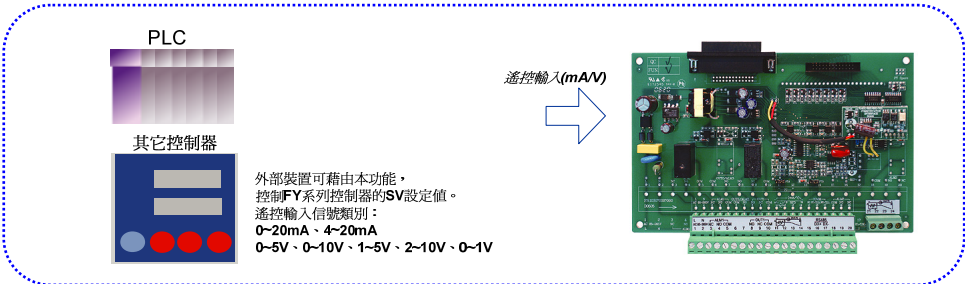 PLC
其它控制器
外部裝置可藉由本功能，
控制FY系列控制器的SV設定值。
遙控輸入信號類別：
0~20mA、4~20mA
0~5V、0~10V、1~5V、2~10V、0~1V
遙控輸入(mA/V)
QC